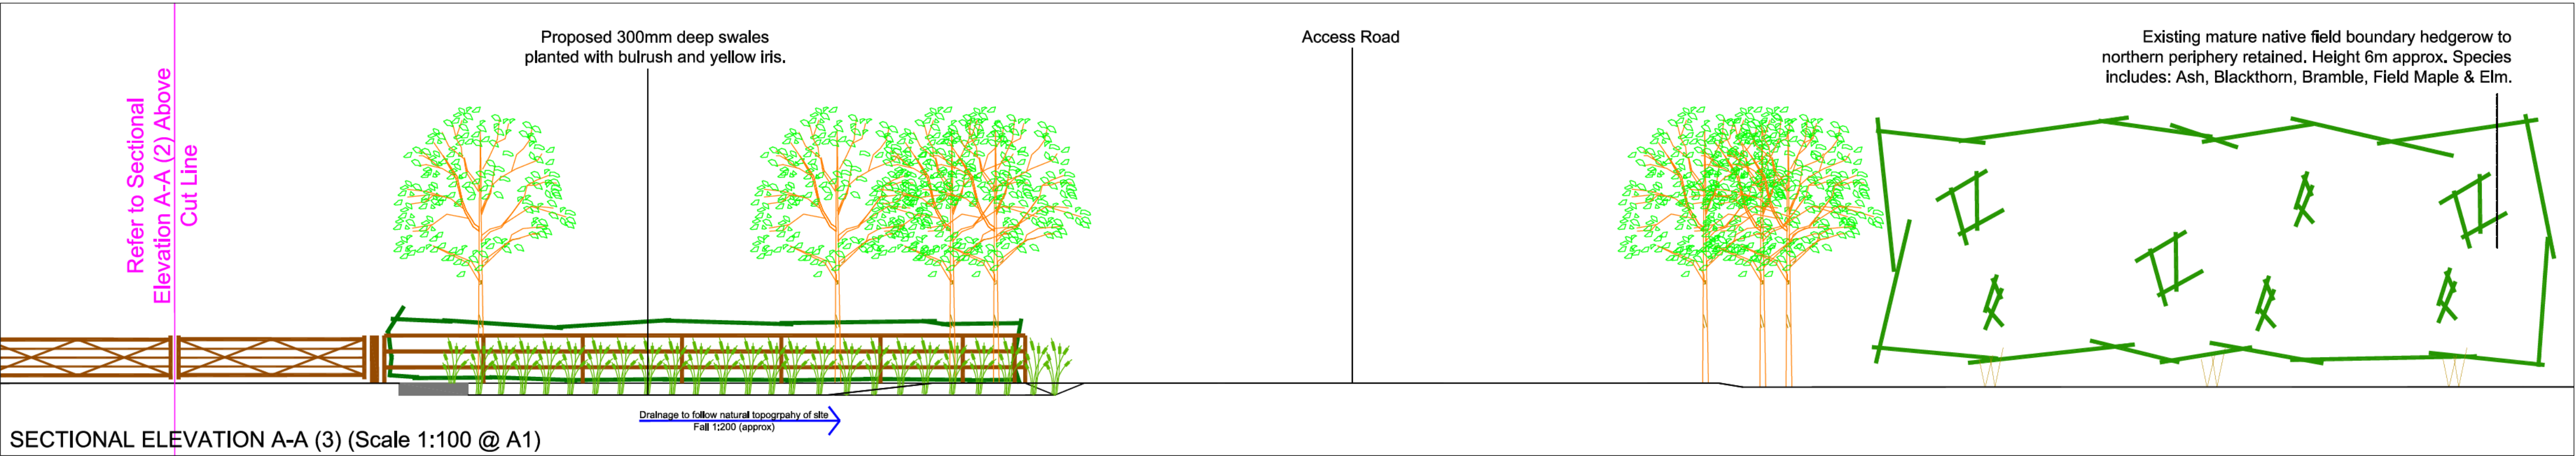 Refer to Sectional
Elevation A-A (2) Above
Cut Line
Proposed 300mm deep swales
planted with bulrush and yellow iris.
Access Road
Existing mature native field boundary hedgerow to
northern periphery retained. Height 6m approx. Species
includes: Ash, Blackthorn, Bramble, Field Maple & Elm.
Drainage to follow natural topogrpahy of site
Fall 1:200 (approx)
SECTIONAL ELEVATION A-A (3) (Scale 1:100 @ A1)